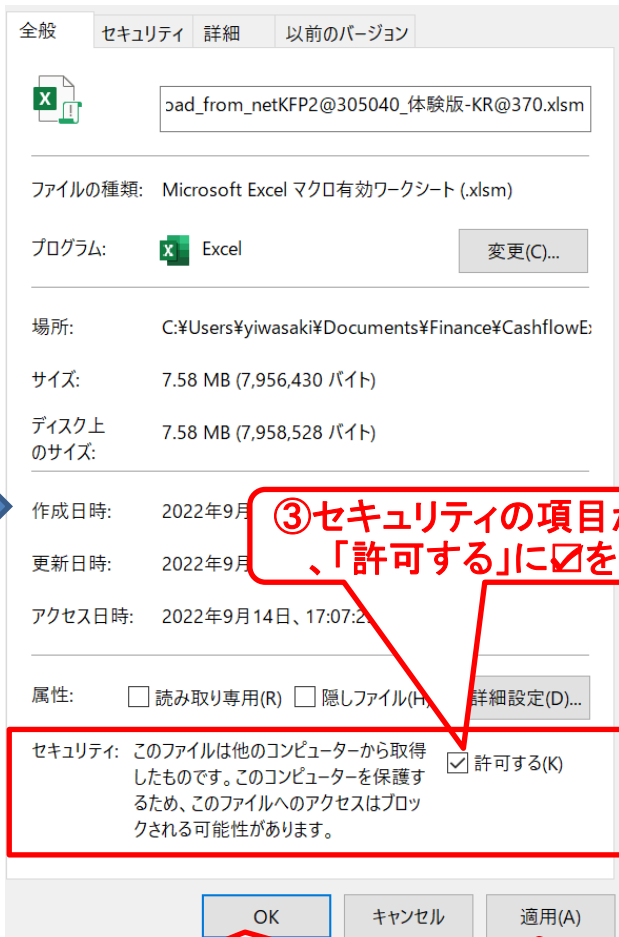 全般 セキュリティ 詳細 以前のバージョン
oad_from_netKFP2@305040_体験版-KR@370.xlsm
ファイルの種類: Microsoft Excel マクロ有効ワークシート (.xlsm)
プログラム: Excel 変更(C)...
場所: C:¥Users¥yiwasaki¥Documents¥Finance¥CashflowE
サイズ: 7.58 MB (7,956,430 バイト)
ディスク上
のサイズ: 7.58 MB (7,958,528 バイト)
作成日時: 2022年9月
更新日時: 2022年9月
③セキュリティの項目
、「許可する」に☑を
アクセス日時: 2022年9月14日、17:07:2
属性: 読み取り専用(R) 隠しファイル(H) 詳細設定(D)...
セキュリティ: このファイルは他のコンピューターから取得
したものです。このコンピューターを保護す
るため、このファイルへのアクセスはブロッ
クされる可能性があります。
☑ 許可する(K)
OK キャンセル 適用(A)